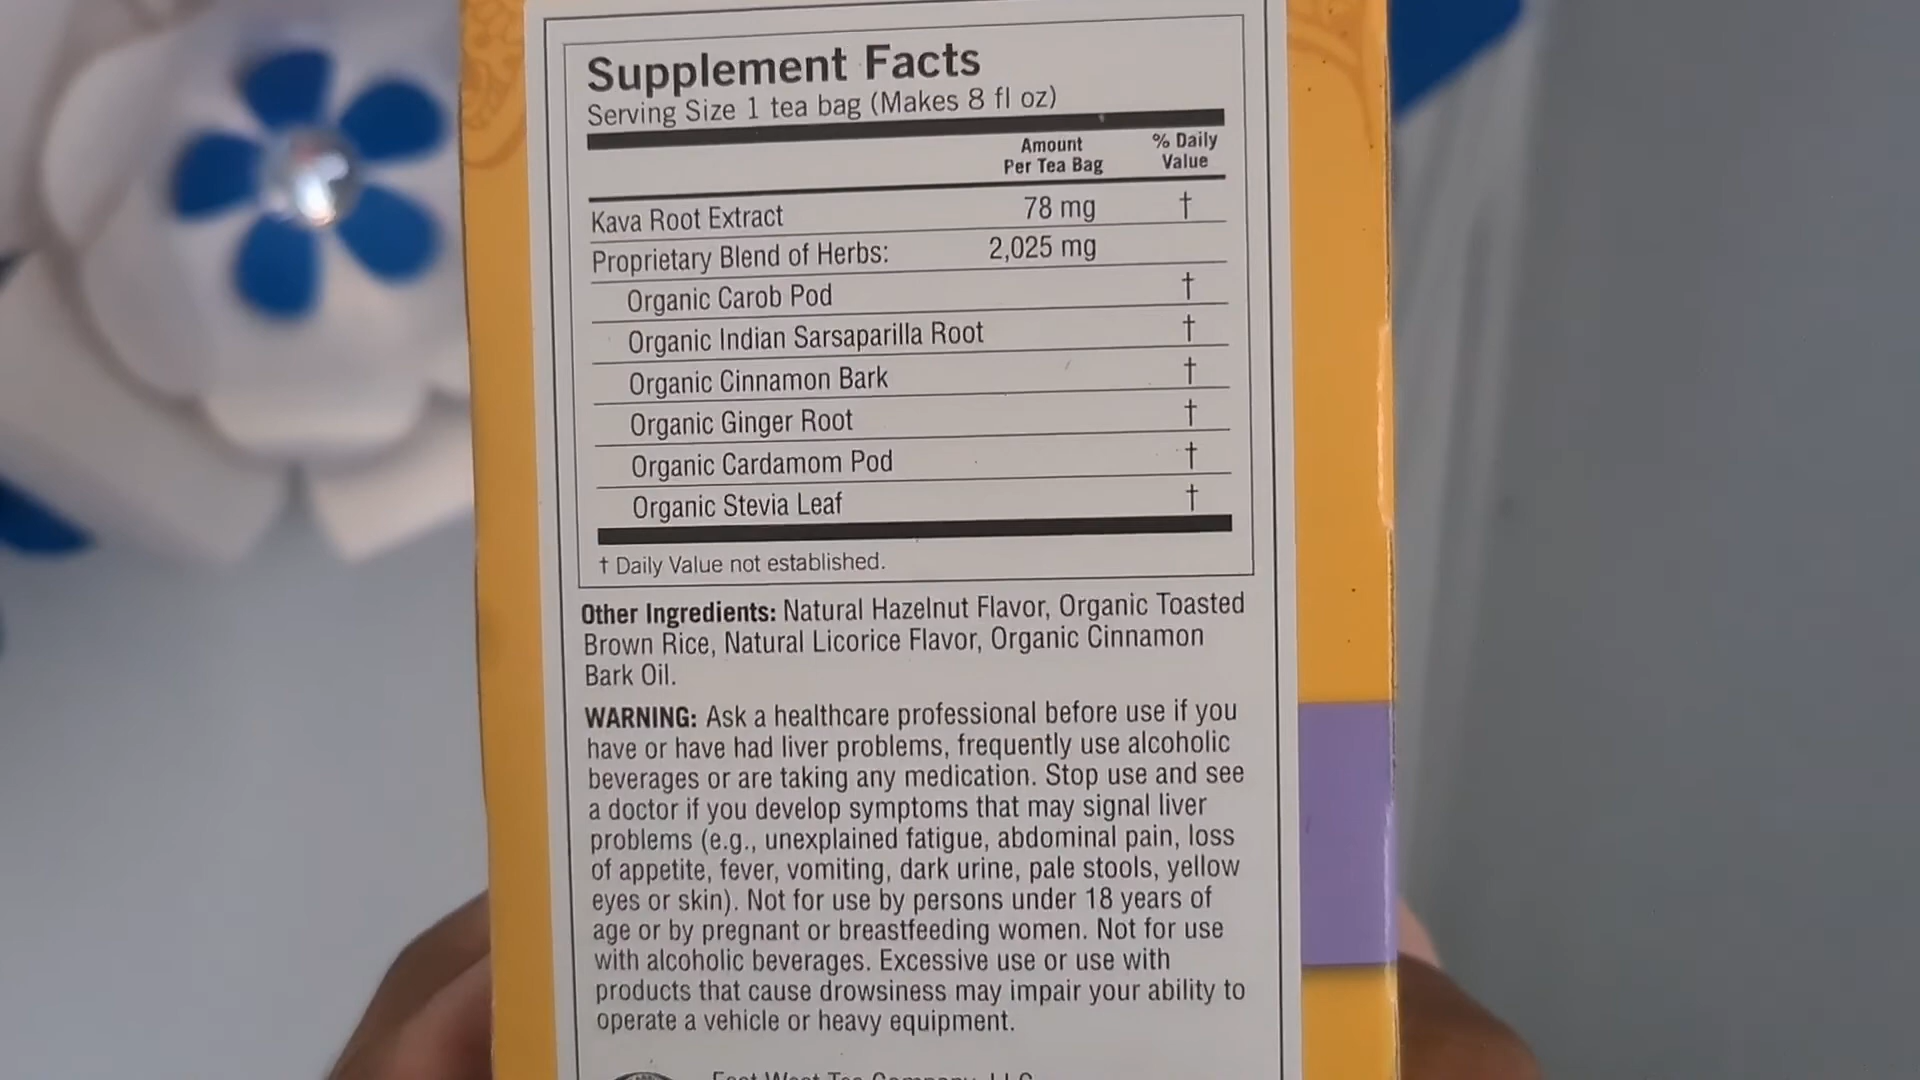 Supplement Facts
Serving Size 1 tea bag (Makes 8 fl oz)
Amount Per Tea Bag % Daily Value
Kava Root Extract 78 mg †
Proprietary Blend of Herbs: 2,025 mg
Organic Carob Pod †
Organic Indian Sarsaparilla Root †
Organic Cinnamon Bark †
Organic Ginger Root †
Organic Cardamom Pod †
Organic Stevia Leaf †
† Daily Value not established.
Other Ingredients: Natural Hazelnut Flavor, Organic Toasted
Brown Rice, Natural Licorice Flavor, Organic Cinnamon
Bark Oil.
WARNING: Ask a healthcare professional before use if you
have or have had liver problems, frequently use alcoholic
beverages or are taking any medication. Stop use and see
a doctor if you develop symptoms that may signal liver
problems (e.g., unexplained fatigue, abdominal pain, loss
of appetite, fever, vomiting, dark urine, pale stools, yellow
eyes or skin). Not for use by persons under 18 years of
age or by pregnant or breastfeeding women. Not for use
with alcoholic beverages. Excessive use or use with
products that cause drowsiness may impair your ability to
operate a vehicle or heavy equipment.